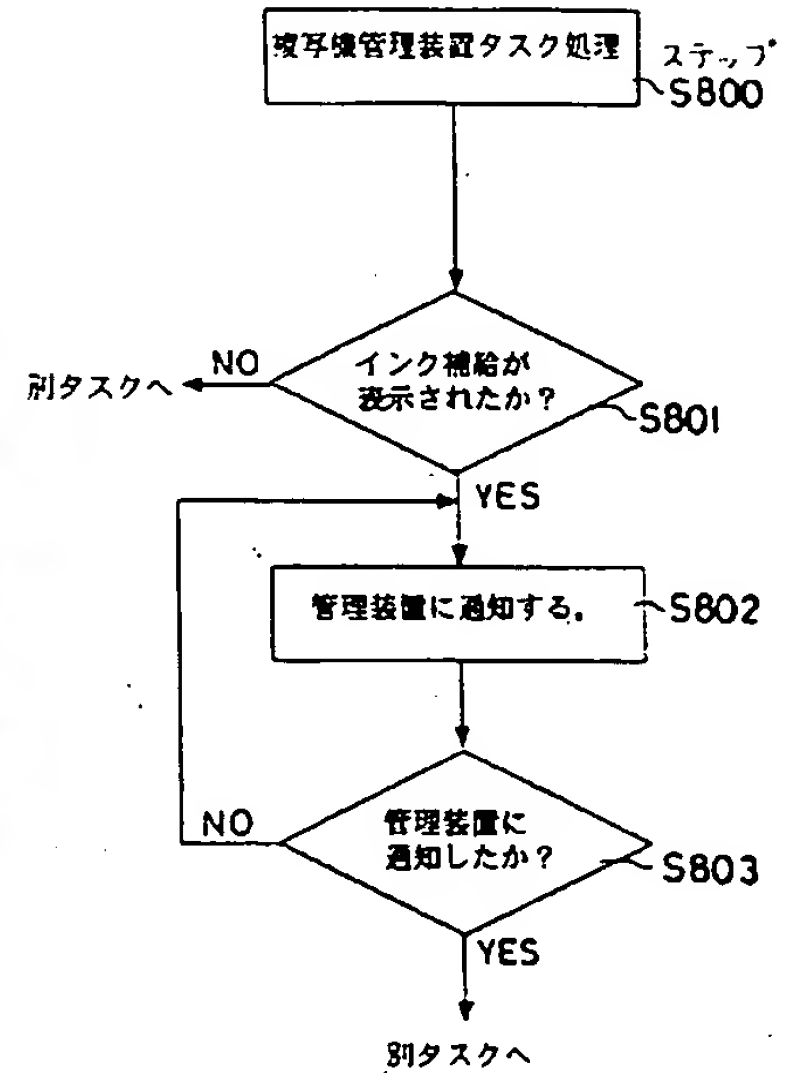 複写機管理装置タスク処理
ステップ
S800
インク補給が
表示されたか?
NO
別タスクへ
S801
YES
管理装置に通知する.
S802
管理装置に
通知したか?
NO
S803
YES
別タスクへ